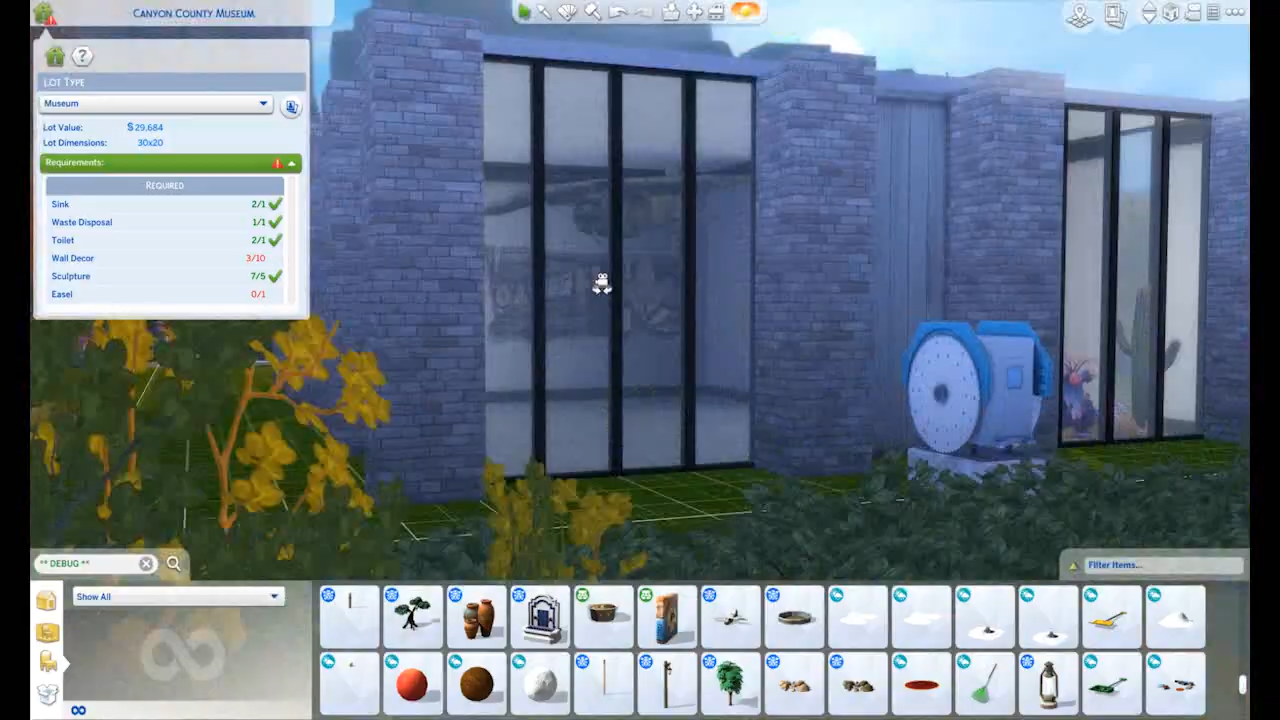 Canyon County Museum
?
Lot Type
Museum
Lot Value: §29,684
Lot Dimensions: 30x20
Requirements:
Required
Sink 2/1
Waste Disposal 1/1
Toilet 2/1
Wall Decor 3/10
Sculpture 7/5
Easel 0/1
** DEBUG **
Filter Items...
Show All